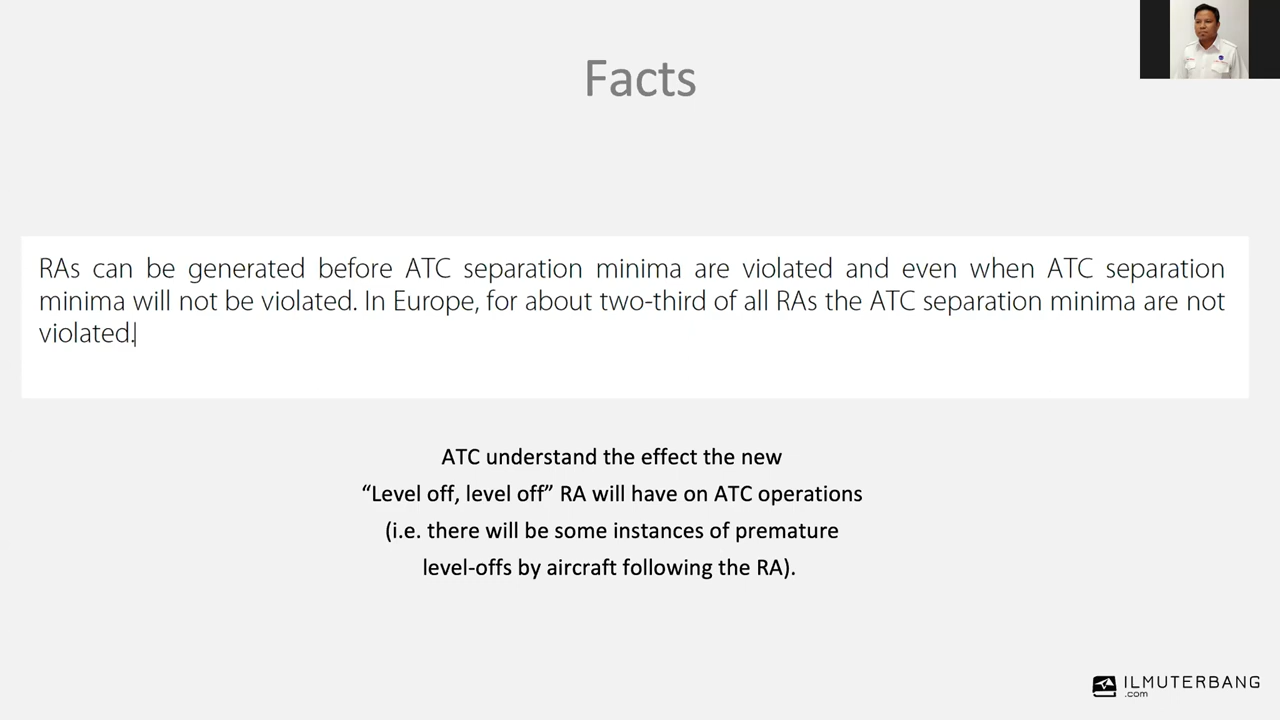 Facts
RAs can be generated before ATC separation minima are violated and even when ATC separation
minima will not be violated. In Europe, for about two-third of all RAs the ATC separation minima are not
violated.
ATC understand the effect the new
“Level off, level off” RA will have on ATC operations
(i.e. there will be some instances of premature
level-offs by aircraft following the RA).
ILMUTERBANG
.com